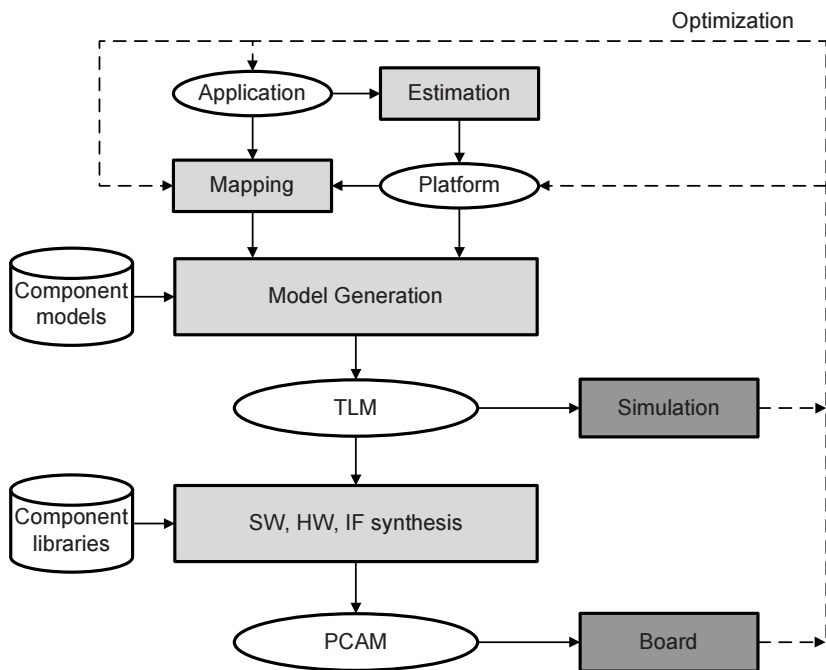 Optimization
Application
Estimation
Mapping
Platform
Component
models
Model Generation
TLM
Simulation
Component
libraries
SW, HW, IF synthesis
PCAM
Board